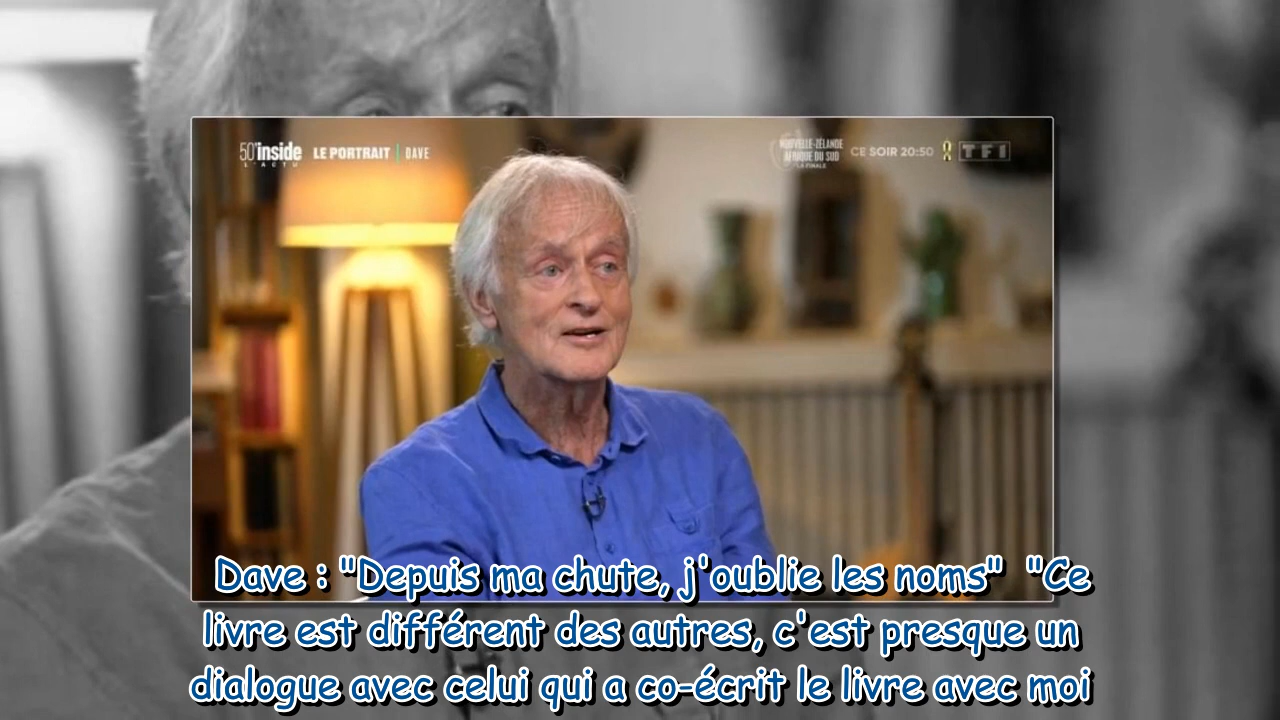 50'inside
L'ACTU
LE PORTRAIT | DAVE
NOUVELLE-ZÉLANDE
AFRIQUE DU SUD
LA FINALE
CE SOIR 20:50
TF1
Dave : "Depuis ma chute, j'oublie les noms" "Ce
livre est différent des autres, c'est presque un
dialogue avec celui qui a co-écrit le livre avec moi